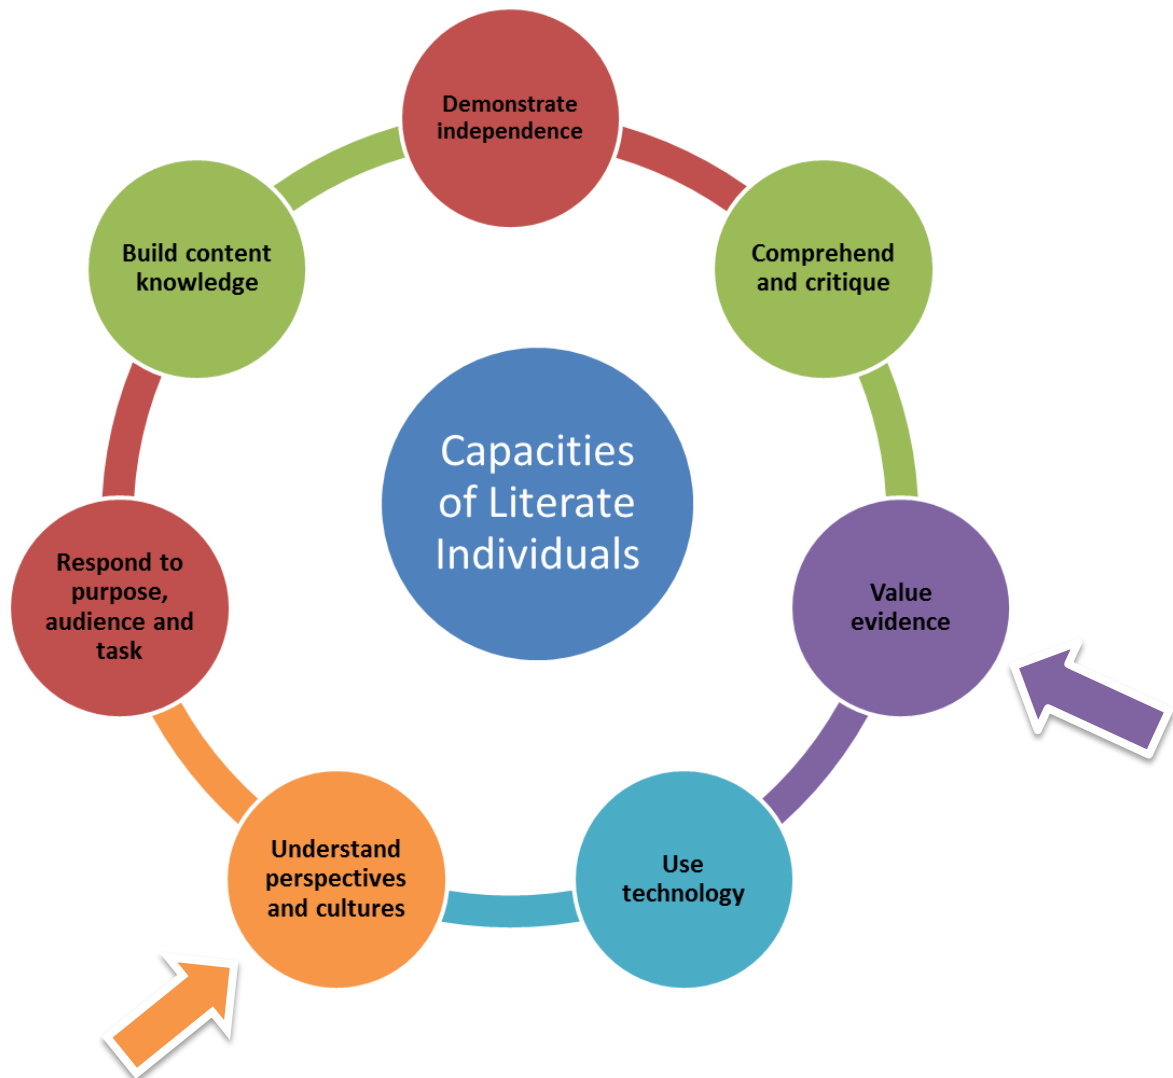 Demonstrate
independence
Comprehend
and critique
Value
evidence
Use
technology
Understand
perspectives
and cultures
Respond to
purpose,
audience and
task
Build content
knowledge
Capacities
of Literate
Individuals